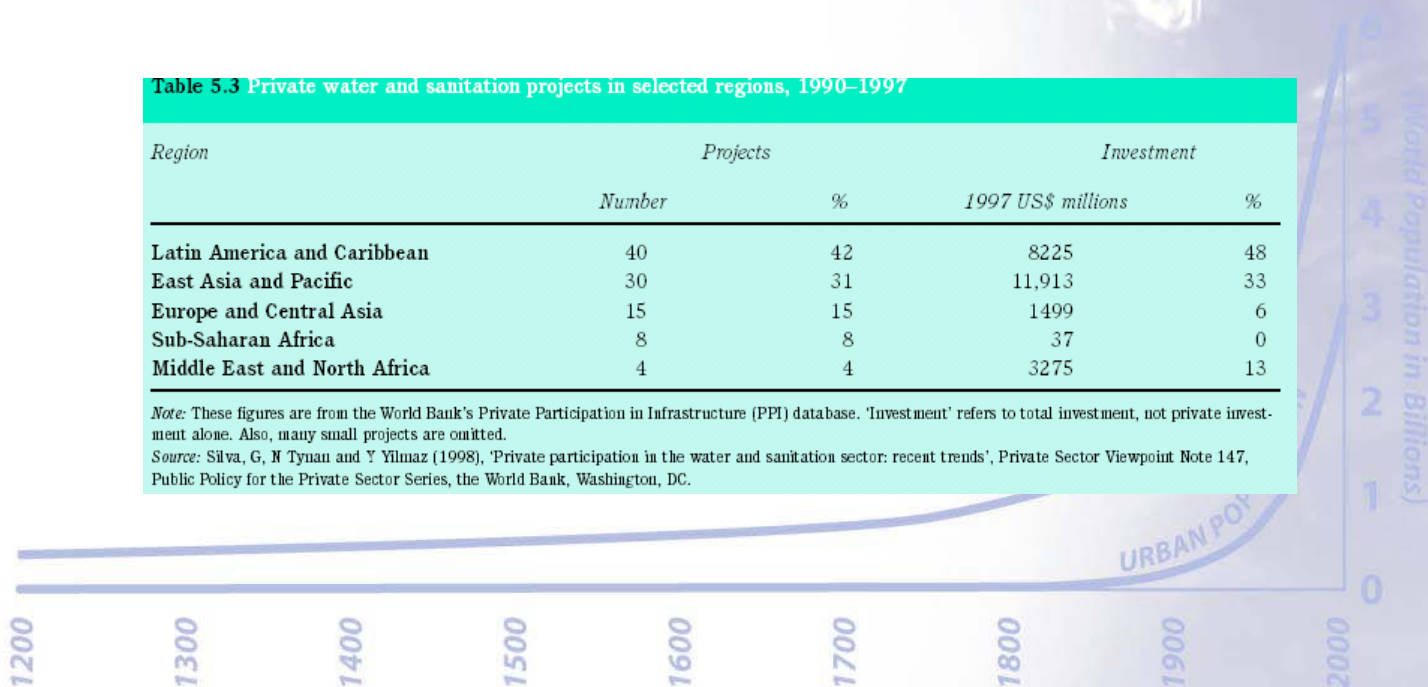 Table 5.3 Private water and sanitation projects in selected regions, 1990–1997
Region Projects Investment
Number % 1997 US$ millions %
Latin America and Caribbean 40 42 8225 48
East Asia and Pacific 30 31 11,913 33
Europe and Central Asia 15 15 1499 6
Sub-Saharan Africa 8 8 37 0
Middle East and North Africa 4 4 3275 13
Note: These figures are from the World Bank's Private Participation in Infrastructure (PPI) database. 'Investment' refers to total investment, not private invest-
ment alone. Also, many small projects are omitted.
Source: Silva, G, N Tynan and Y Yilmaz (1998), 'Private participation in the water and sanitation sector: recent trends', Private Sector Viewpoint Note 147,
Public Policy for the Private Sector Series, the World Bank, Washington, DC.
6
5
4
3
2
1
0
(World Population in Billions)
URBAN POP
1200 1300 1400 1500 1600 1700 1800 1900 2000